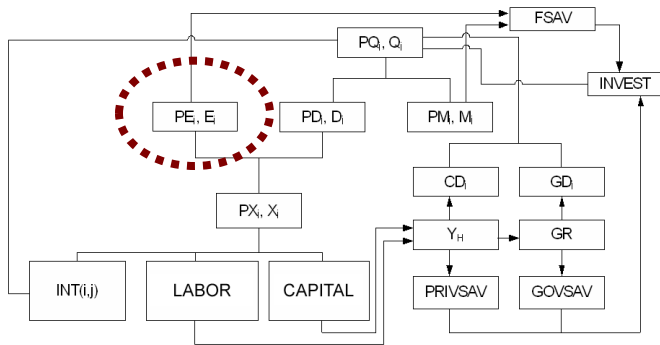 FSAV
PQi, Qi
INVEST
PEi, Ei
PDi, Di
PMi, Mi
CDi
GDi
PXi, Xi
YH
GR
INT(i,j)
LABOR
CAPITAL
PRIVSAV
GOVSAV